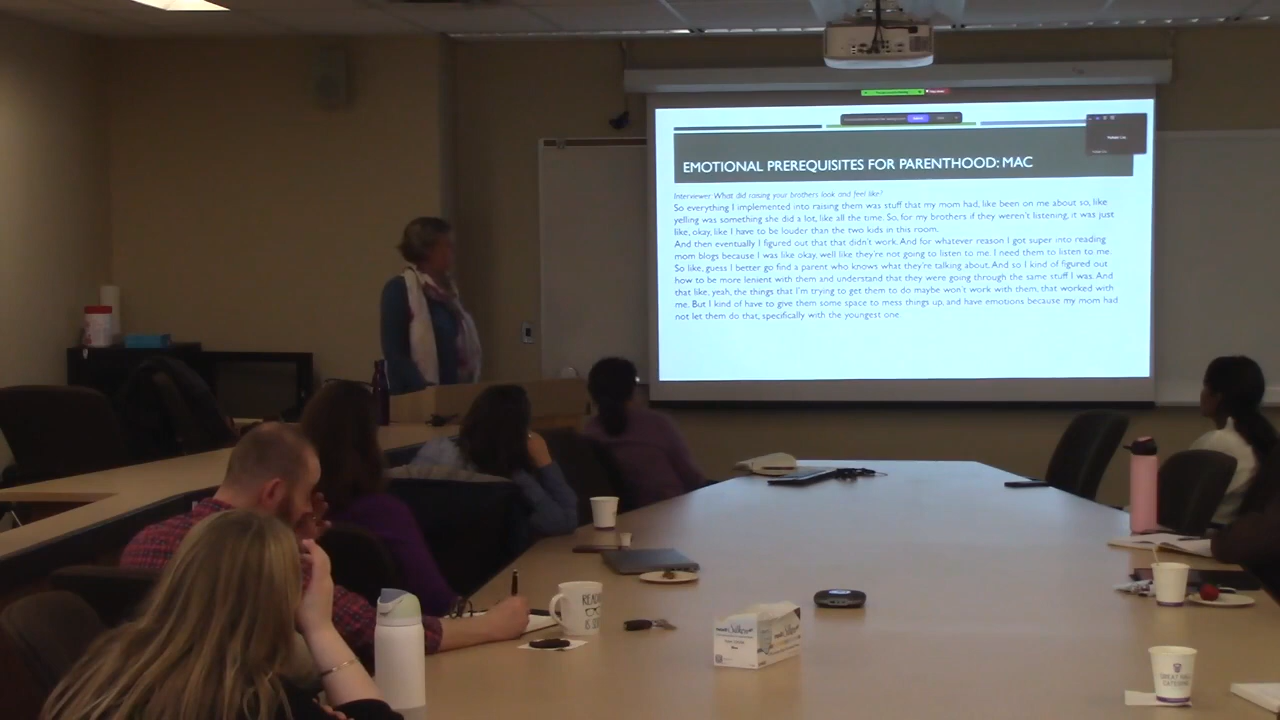 EMOTIONAL PREREQUISITES FOR PARENTHOOD: MAC
Interviewer: What did raising your brothers look and feel like?
So everything I implemented into raising them was stuff that my mom had, like been on me about so, like
yelling was something she did a lot, like all the time. So, for my brothers if they weren't listening, it was just
like, okay, like I have to be louder than the two kids in this room.
And then eventually I figured out that that didn't work. And for whatever reason I got super into reading
mom blogs because I was like okay, well like they're not going to listen to me. I need them to listen to me.
So like, guess I better go find a parent who knows what they're talking about. And so I kind of figured out
how to be more lenient with them and understand that they were going through the same stuff I was. And
that like, yeah, the things that I'm trying to get them to do maybe won't work with them, that worked with
me. But I kind of have to give them some space to mess things up, and have emotions because my mom had
not let them do that, specifically with the youngest one.
READ
IS
GREAT HALL
CATERING